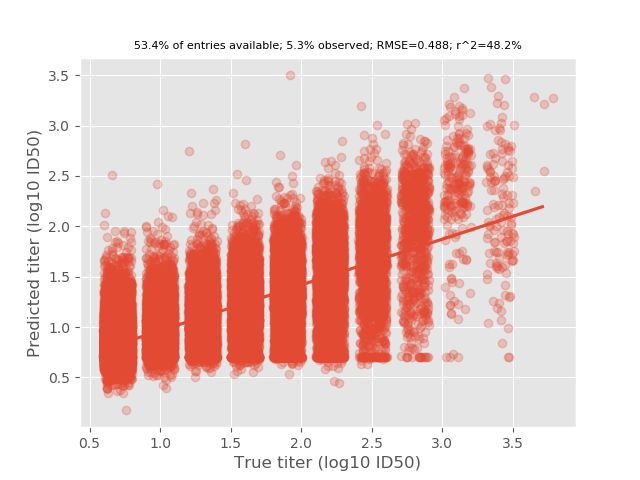 53.4% of entries available; 5.3% observed; RMSE=0.488; r^2=48.2%
3.5
3.0
2.5
2.0
1.5
1.0
0.5
Predicted titer (log10 ID50)
0.5 1.0 1.5 2.0 2.5 3.0 3.5
True titer (log10 ID50)